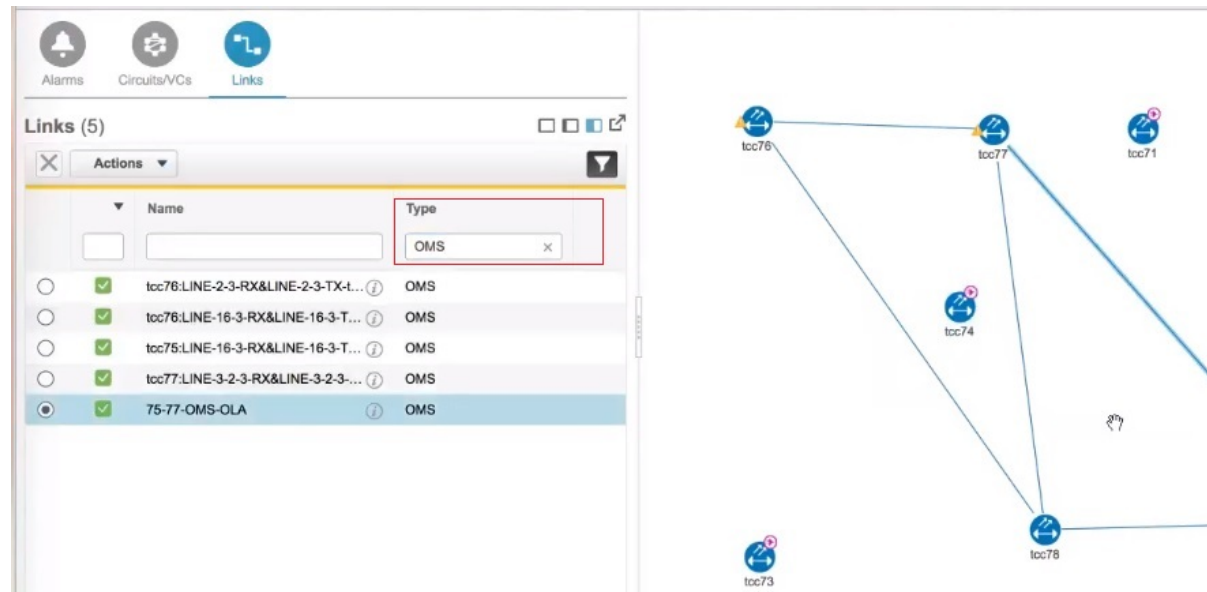 Alarms
Circuits/VCs
Links
Links (5)
Actions
Name
Type
OMS
tcc76:LINE-2-3-RX&LINE-2-3-TX-t... OMS
tcc76:LINE-16-3-RX&LINE-16-3-T... OMS
tcc75:LINE-16-3-RX&LINE-16-3-T... OMS
tcc77:LINE-3-2-3-RX&LINE-3-2-3-... OMS
75-77-OMS-OLA OMS
tcc76
tcc77
tcc71
tcc74
tcc78
tcc73